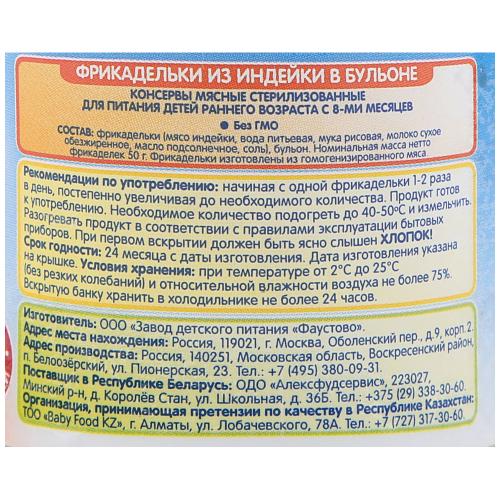 ФРИКАДЕЛЬКИ ИЗ ИНДЕЙКИ В БУЛЬОНЕ
КОНСЕРВЫ МЯСНЫЕ СТЕРИЛИЗОВАННЫЕ
ДЛЯ ПИТАНИЯ ДЕТЕЙ РАННЕГО ВОЗРАСТА С 8-МИ МЕСЯЦЕВ
● Без ГМО
СОСТАВ: фрикадельки (мясо индейки, вода питьевая, мука рисовая, молоко сухое
обезжиренное, масло подсолнечное, соль), бульон. Номинальная масса нетто
фрикаделек 50 г. Фрикадельки изготовлены из гомогенизированного мяса
Рекомендации по употреблению: начиная с одной фрикадельки 1-2 раза
в день, постепенно увеличивая до необходимого количества. Продукт готов
к употреблению. Необходимое количество подогреть до 40-50°С и измельчить.
Разогревать продукт в соответствии с правилами эксплуатации бытовых
приборов. При первом вскрытии должен быть ясно слышен ХЛОПОК!
Срок годности: 24 месяца с даты изготовления. Дата изготовления указана
на крышке. Условия хранения: при температуре от 2°С до 25°С
(без резких колебаний) и относительной влажности воздуха не более 75%.
Вскрытую банку хранить в холодильнике не более 24 часов.
Изготовитель: ООО «Завод детского питания «Фаустово».
Адрес места нахождения: Россия, 119021, г. Москва, Оболенский пер., д.9, корп.2.
Адрес производства: Россия, 140251, Московская область, Воскресенский район,
п. Белоозёрский, ул. Пионерская, 23. Тел.: +7 (495) 380-09-31.
Поставщик в Республике Беларусь: ОДО «Алексфудсервис», 223027,
Минский р-н, д. Королёв Стан, ул. Школьная, д. 36Б. Тел.: +375 (29) 338-30-60.
Организация, принимающая претензии по качеству в Республике Казахстан:
ТОО «Baby Food KZ», г. Алматы, ул. Лобачевского, 78А. Тел.: +7 (727) 317-30-60.